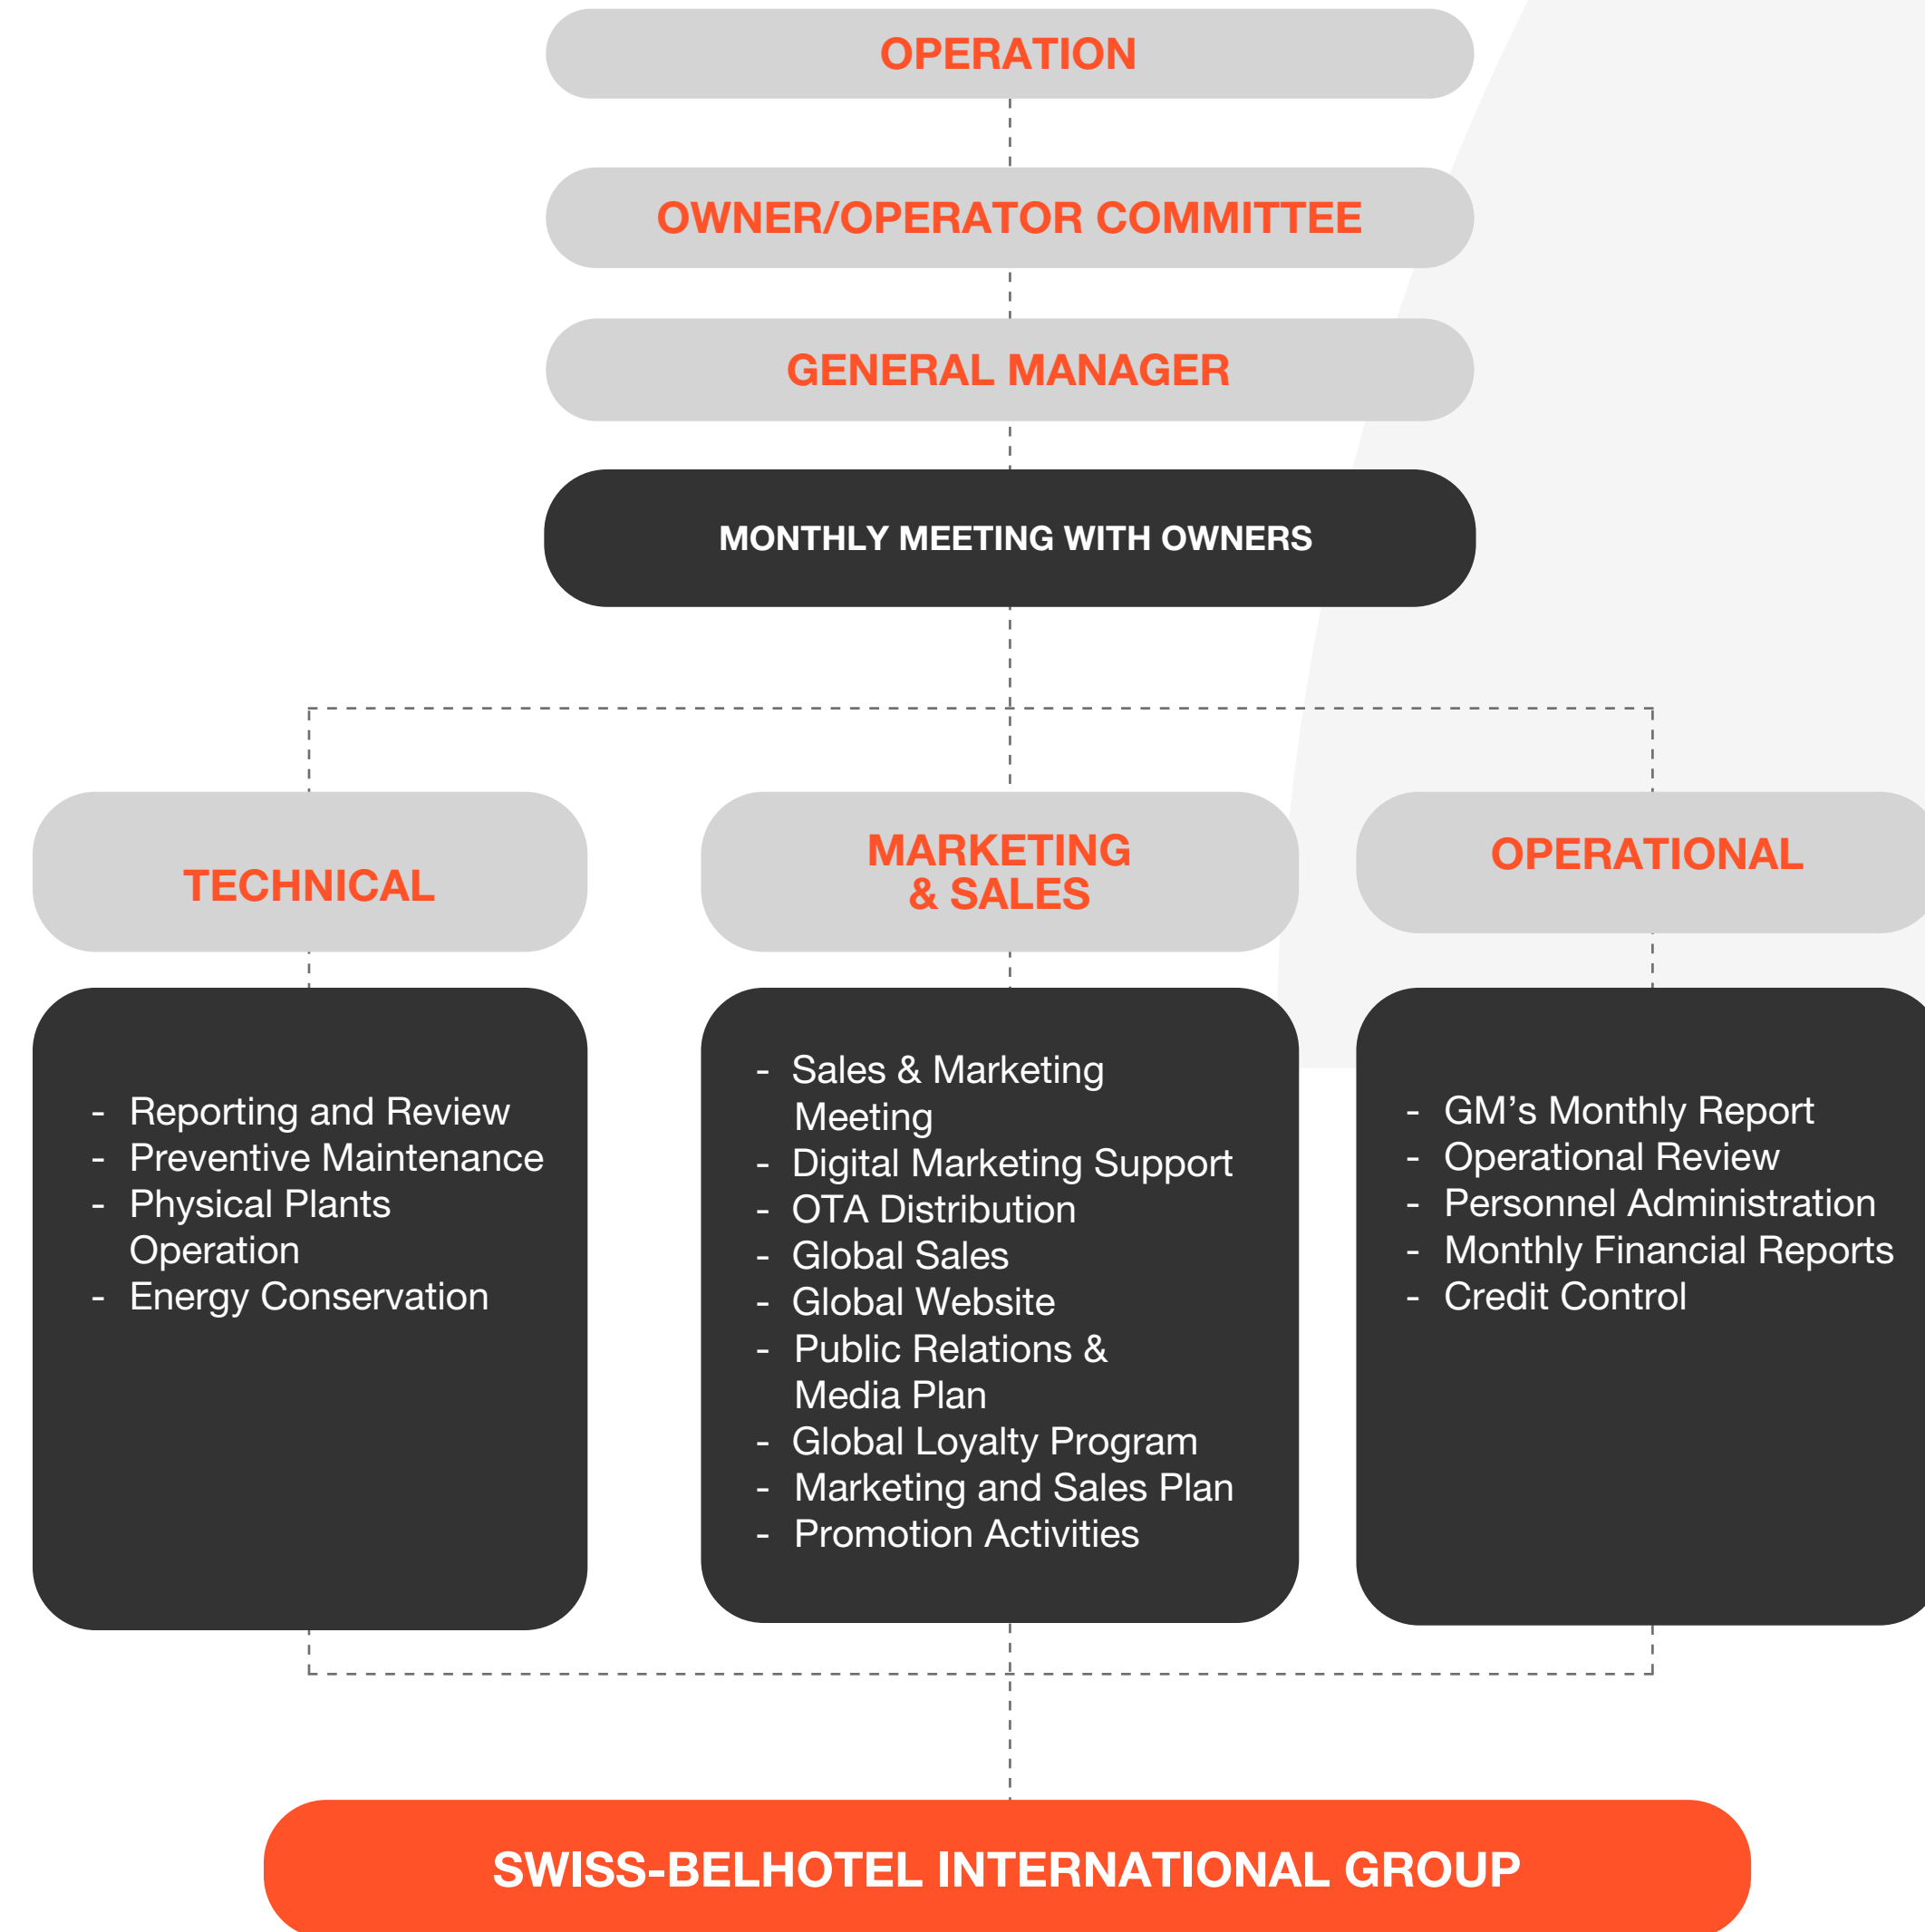 OPERATION
OWNER/OPERATOR COMMITTEE
GENERAL MANAGER
MONTHLY MEETING WITH OWNERS
TECHNICAL
- Reporting and Review
- Preventive Maintenance
- Physical Plants
Operation
- Energy Conservation
MARKETING
& SALES
- Sales & Marketing
Meeting
- Digital Marketing Support
- OTA Distribution
- Global Sales
- Global Website
- Public Relations &
Media Plan
- Global Loyalty Program
- Marketing and Sales Plan
- Promotion Activities
OPERATIONAL
- GM’s Monthly Report
- Operational Review
- Personnel Administration
- Monthly Financial Reports
- Credit Control
SWISS-BELHOTEL INTERNATIONAL GROUP